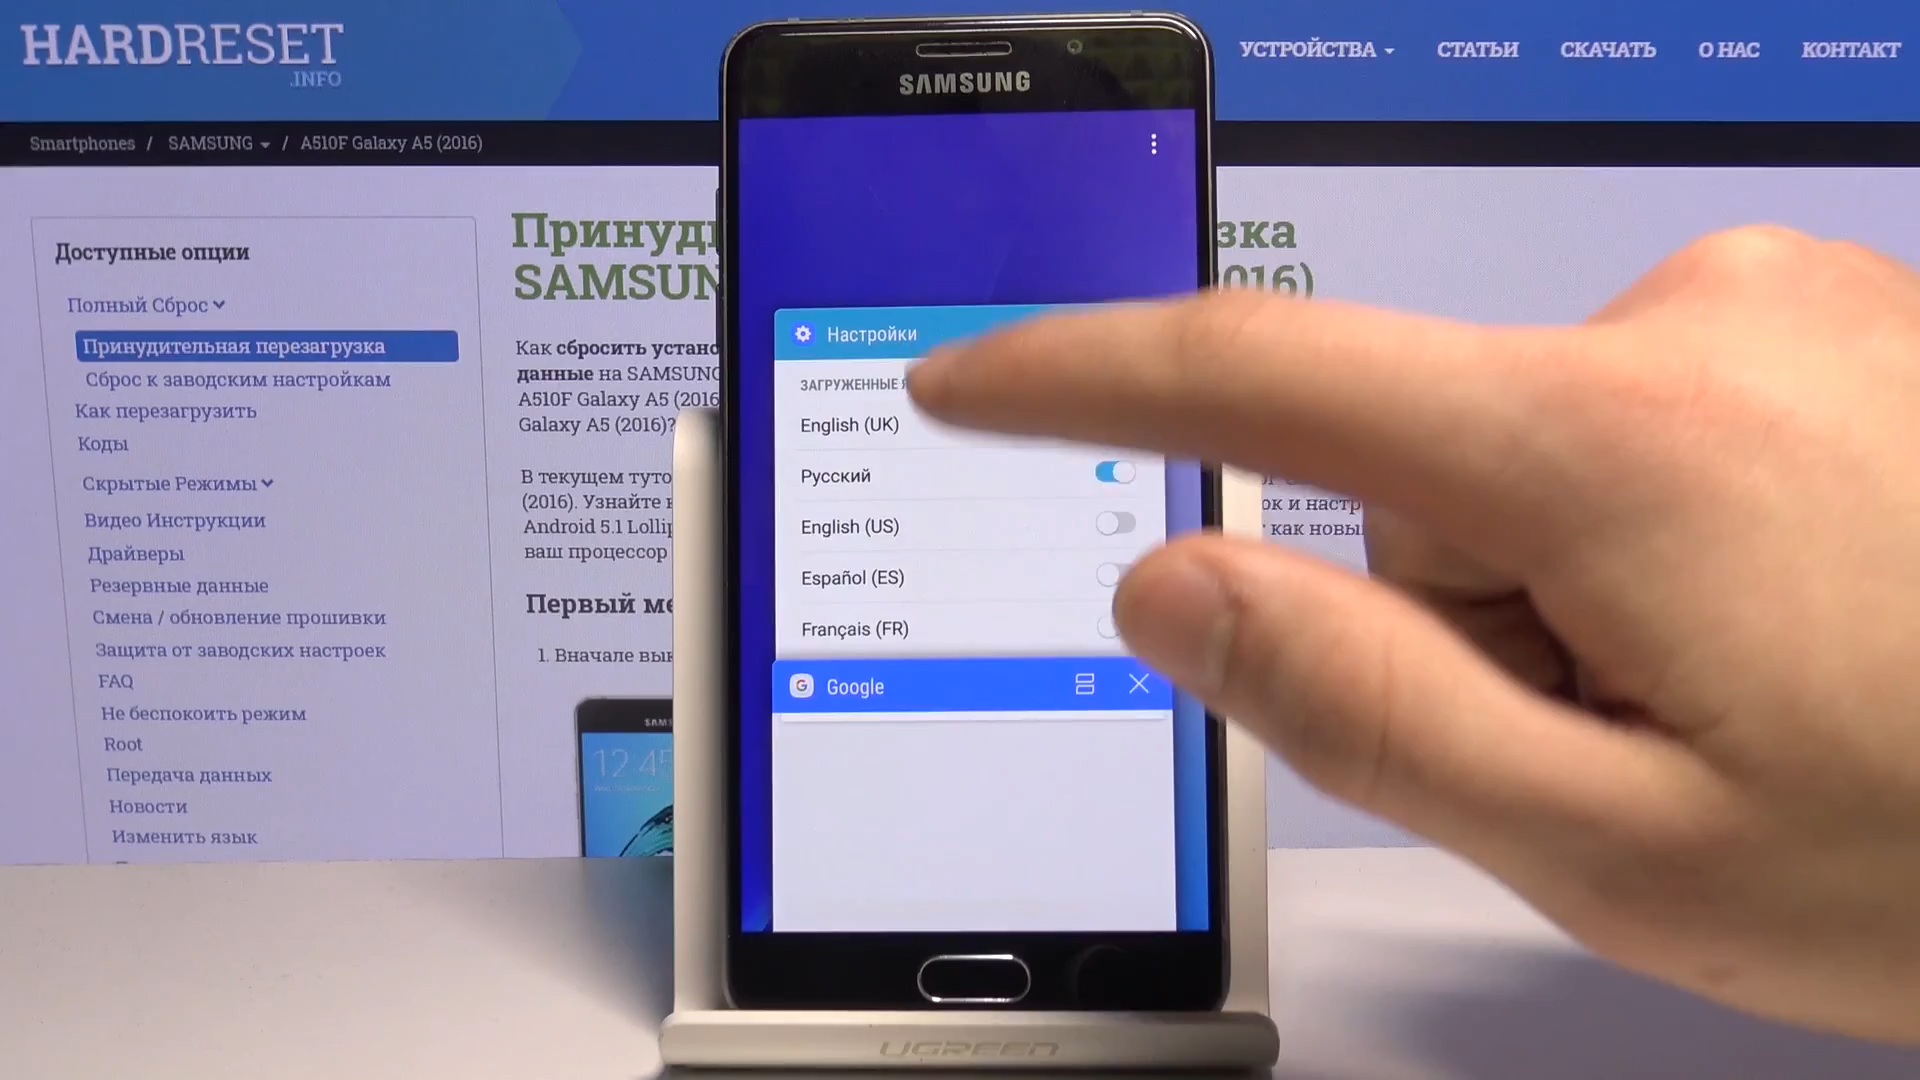 HARDRESET
.INFO
УСТРОЙСТВА
СТАТЬИ
СКАЧАТЬ
О НАС
КОНТАКТ
Smartphones / SAMSUNG / A510F Galaxy A5 (2016)
Доступные опции
Полный Сброс
Принудительная перезагрузка
Сброс к заводским настройкам
Как перезагрузить
Коды
Скрытые Режимы
Видео Инструкции
Драйверы
Резервные данные
Смена / обновление прошивки
Защита от заводских настроек
FAQ
Не беспокоить режим
Root
Передача данных
Новости
Изменить язык
Принуд зка
SAMSUN 2016)
Как сбросить устано
данные на SAMSUNG
A510F Galaxy A5 (2016
Galaxy A5 (2016)?
В текущем туто
(2016). Узнайте ок и настр
Android 5.1 Lollip как новы
ваш процессор
Первый ме
1. Вначале вык
SAMS
12:45
SAMSUNG
Настройки
ЗАГРУЖЕННЫЕ
English (UK)
Русский
English (US)
Español (ES)
Français (FR)
G Google
UGREEN